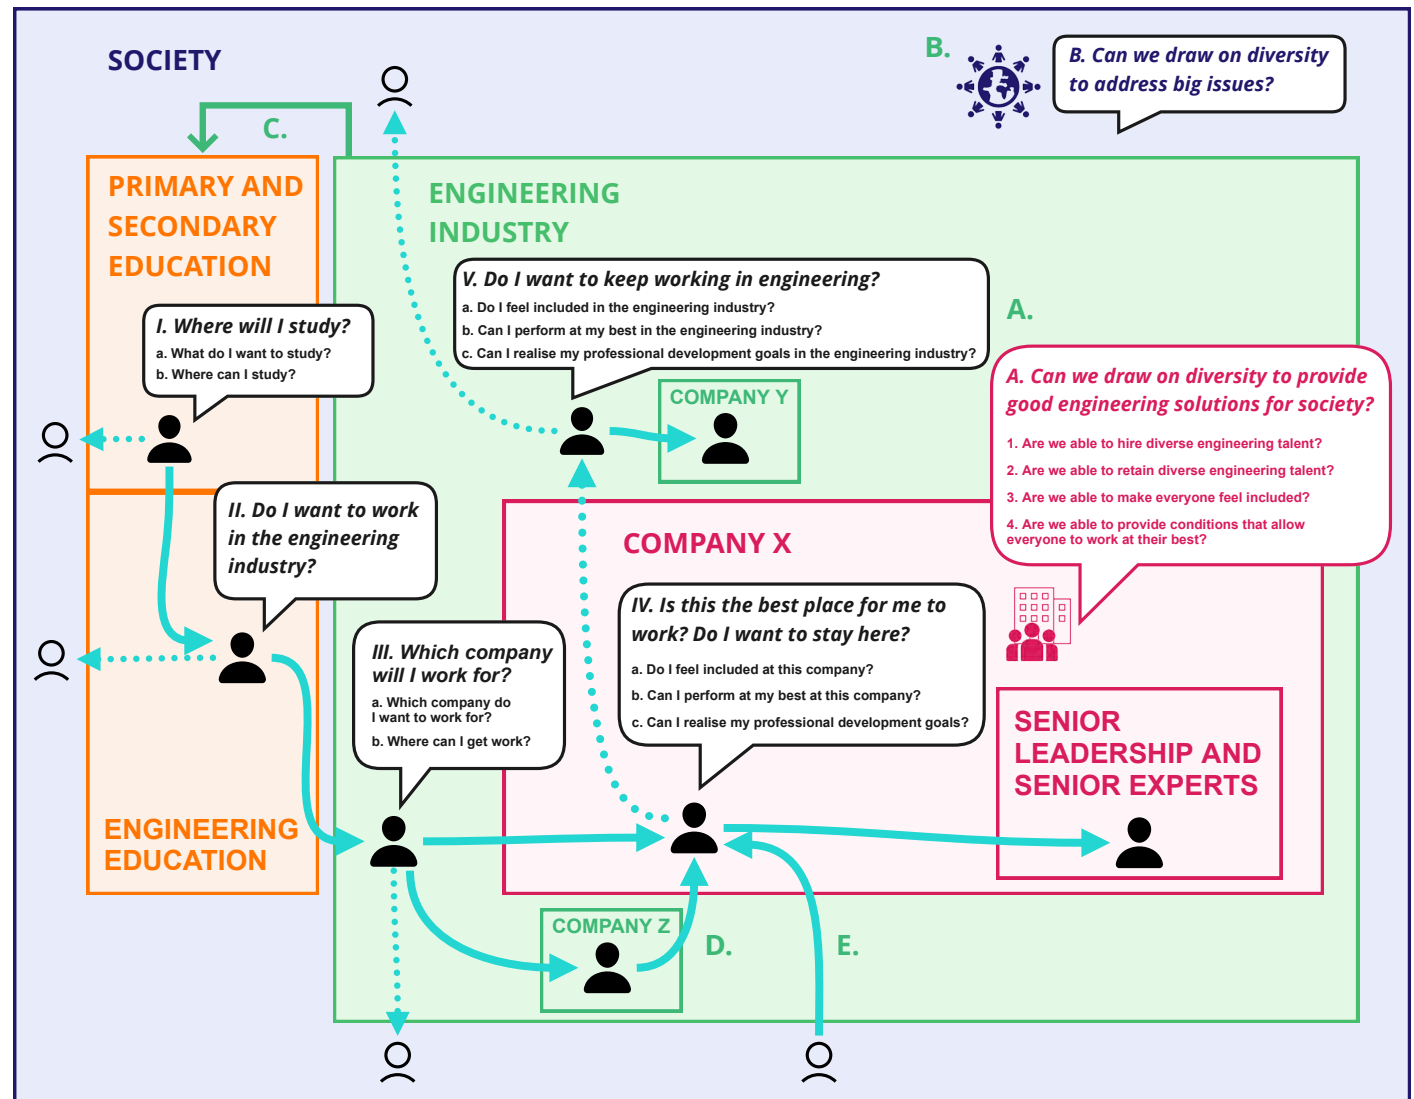 SOCIETY
B.
B. Can we draw on diversity
to address big issues?
C.
PRIMARY AND
SECONDARY
EDUCATION
ENGINEERING
INDUSTRY
V. Do I want to keep working in engineering?
a. Do I feel included in the engineering industry?
b. Can I perform at my best in the engineering industry?
c. Can I realise my professional development goals in the engineering industry?
A.
I. Where will I study?
a. What do I want to study?
b. Where can I study?
A. Can we draw on diversity to provide
good engineering solutions for society?
1. Are we able to hire diverse engineering talent?
2. Are we able to retain diverse engineering talent?
3. Are we able to make everyone feel included?
4. Are we able to provide conditions that allow
everyone to work at their best?
COMPANY Y
II. Do I want to work
in the engineering
industry?
COMPANY X
IV. Is this the best place for me to
work? Do I want to stay here?
a. Do I feel included at this company?
b. Can I perform at my best at this company?
c. Can I realise my professional development goals?
III. Which company
will I work for?
a. Which company do
I want to work for?
b. Where can I get work?
SENIOR
LEADERSHIP AND
SENIOR EXPERTS
ENGINEERING
EDUCATION
COMPANY Z
D.
E.